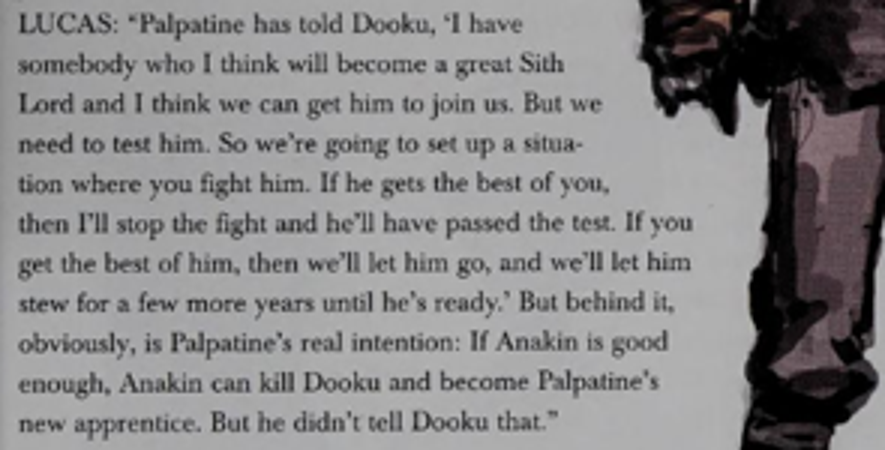 LUCAS: “Palpatine has told Dooku, ‘I have
somebody who I think will become a great Sith
Lord and I think we can get him to join us. But we
need to test him. So we’re going to set up a situa-
tion where you fight him. If he gets the best of you,
then I’ll stop the fight and he’ll have passed the test. If you
get the best of him, then we’ll let him go, and we’ll let him
stew for a few more years until he’s ready.’ But behind it,
obviously, is Palpatine’s real intention: If Anakin is good
enough, Anakin can kill Dooku and become Palpatine’s
new apprentice. But he didn’t tell Dooku that.”